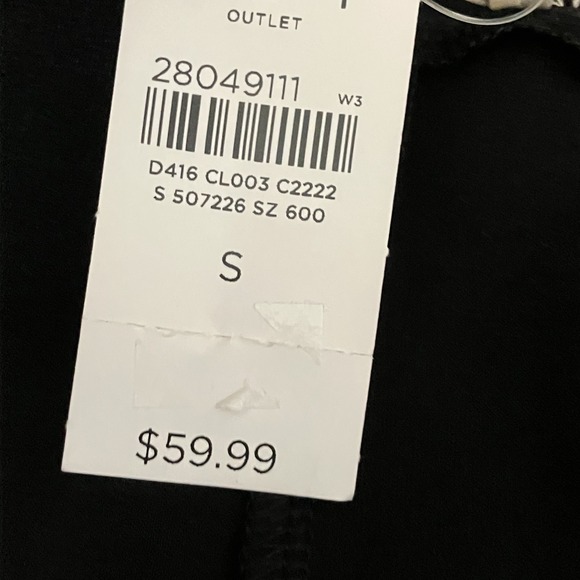 OUTLET
28049111
W3
D416 CL003 C2222
S 507226 SZ 600
S
$59.99